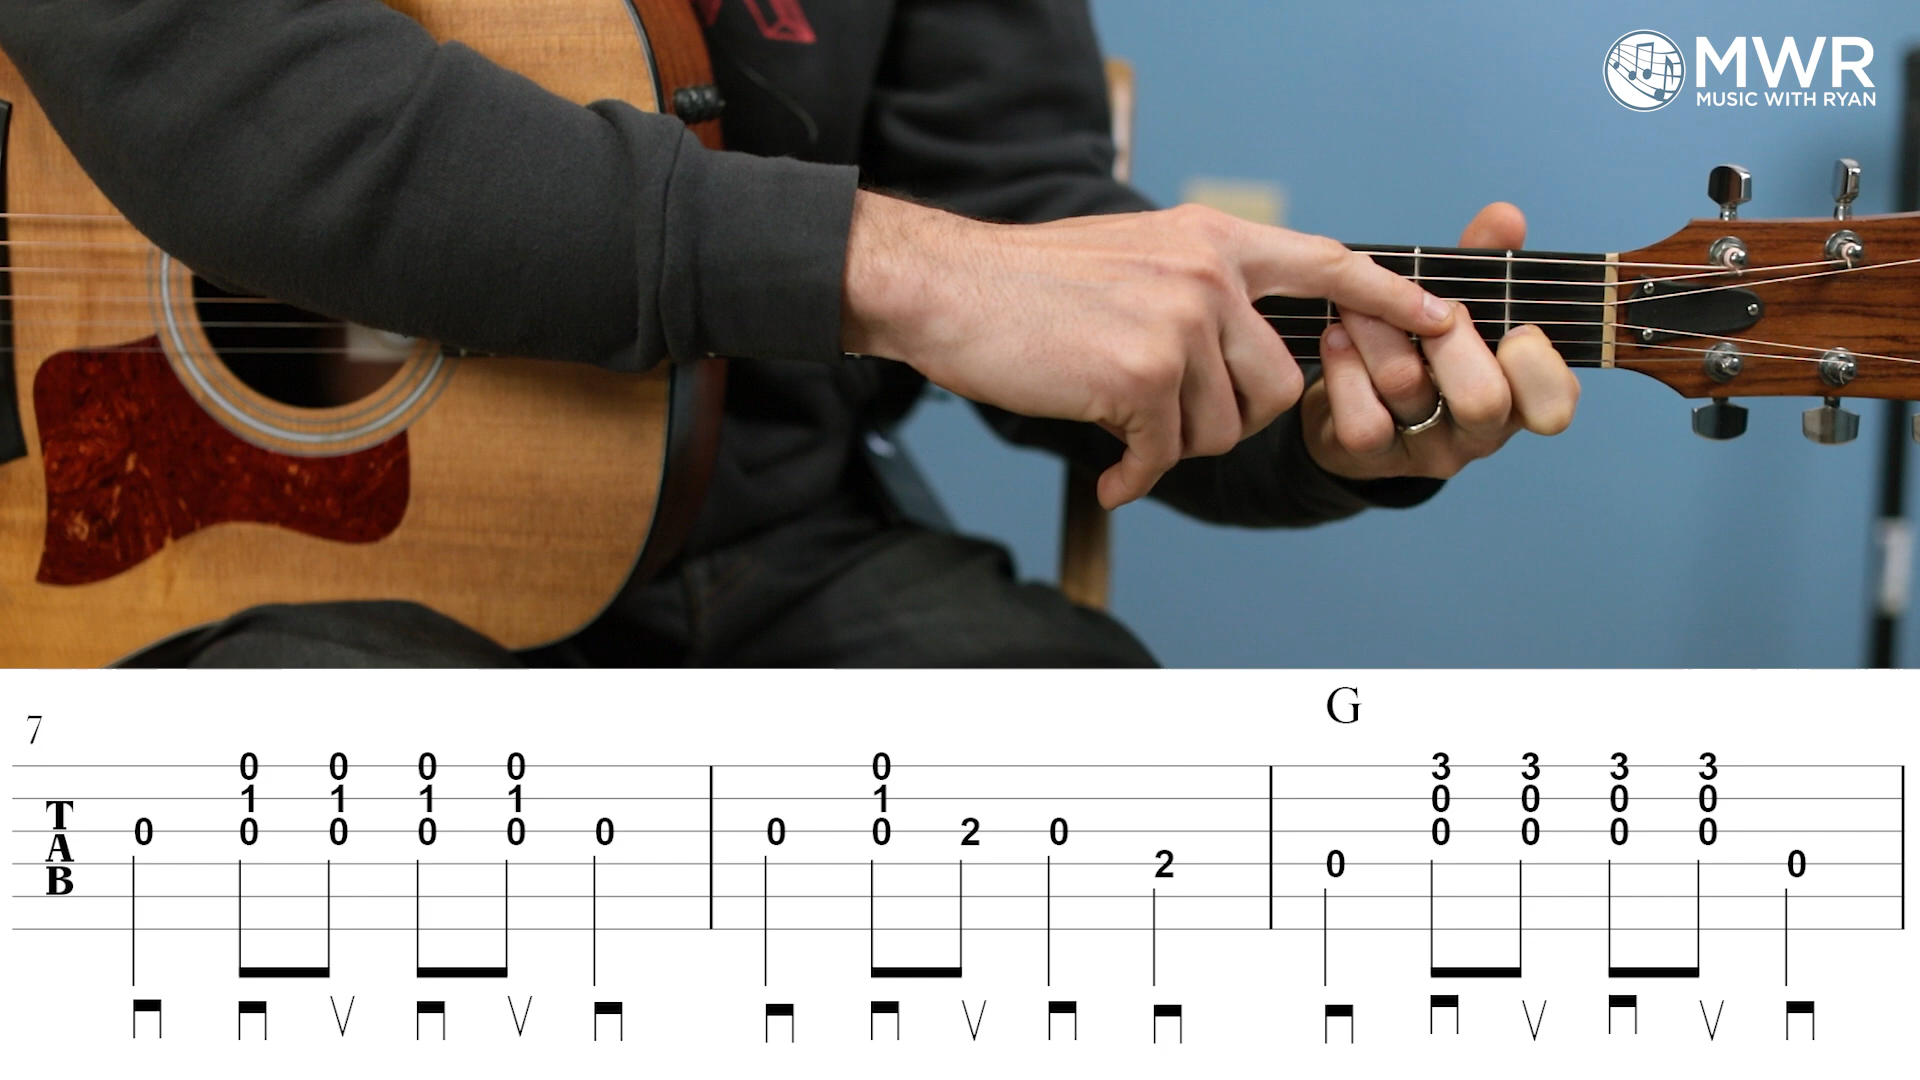 MWR
MUSIC WITH RYAN
G
7
0 0 0 0 0 3 3 3 3
T 1 1 1 1 1 0 0 0 0
A 0 0 0 0 0 0 0 0 2 0 0 0 0 0
B 2 0 0